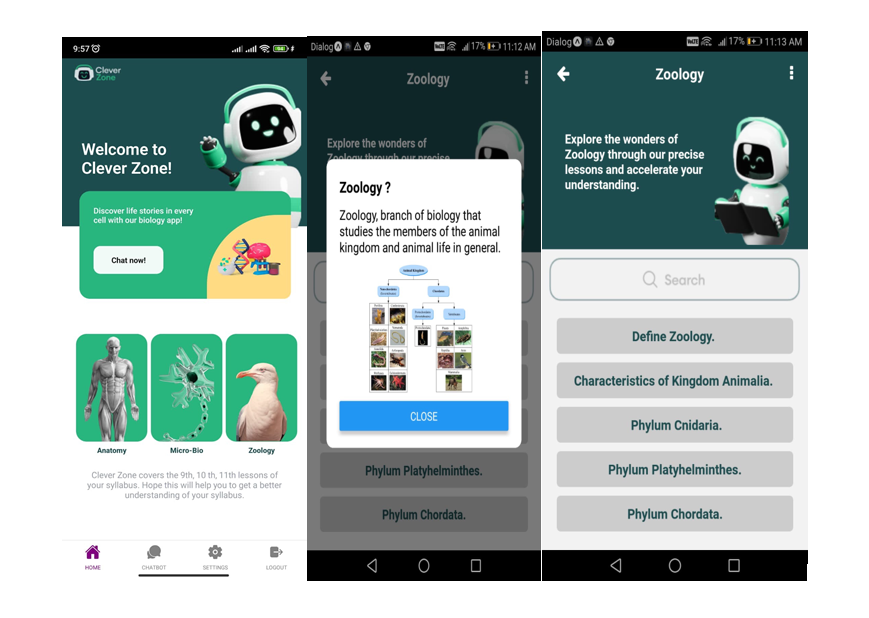 9:57
Clever
Zone
Welcome to
Clever Zone!
Discover life stories in every
cell with our biology app!
Chat now!
Anatomy
Micro-Bio
Zoology
Clever Zone covers the 9th, 10 th, 11th lessons of
your syllabus. Hope this will help you to get a better
understanding of your syllabus.
HOME
CHATBOT
SETTINGS
LOGOUT
Dialog
17%
11:12 AM
Zoology
Explore the wonders of
Zoology through our precise
Zoology ?
Zoology, branch of biology that
studies the members of the animal
kingdom and animal life in general.
Animal Kingdom
CLOSE
Phylum Platyhelminthes.
Phylum Chordata.
Dialog
17%
11:13 AM
Zoology
Explore the wonders of
Zoology through our precise
lessons and accelerate your
understanding.
Search
Define Zoology.
Characteristics of Kingdom Animalia.
Phylum Cnidaria.
Phylum Platyhelminthes.
Phylum Chordata.